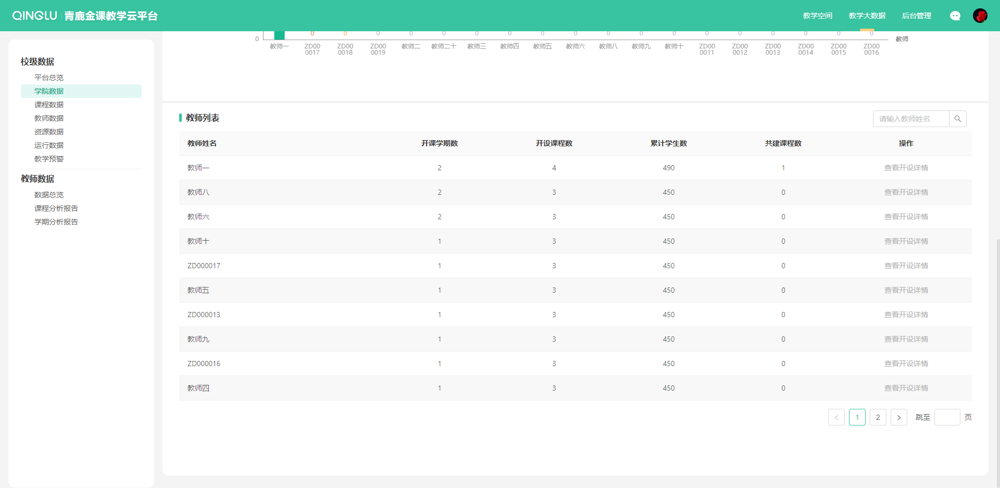 QINGLU 青鹿金课教学云平台
教学空间 教学大数据 后台管理
校级数据
平台总览
学院数据
课程数据
教师数据
资源数据
运行数据
教学预警
教师数据
数据总览
课程分析报告
学期分析报告
0 0 0 0 0 0 0 0 0 0 0 0 0 0 0 0 0 0 0
教师一 ZD00 ZD00 ZD00 教师二 教师二十 教师三 教师四 教师五 教师六 教师八 教师九 教师十 ZD00 ZD00 ZD00 ZD00 ZD00 ZD00 教师
0017 0018 0019 0011 0012 0013 0014 0015 0016
教师列表 请输入教师姓名
教师姓名 开课学期数 开设课程数 累计学生数 共建课程数 操作
教师一 2 4 490 1 查看开设详情
教师八 2 3 450 0 查看开设详情
教师六 2 3 450 0 查看开设详情
教师十 1 3 450 0 查看开设详情
ZD000017 1 3 450 0 查看开设详情
教师五 1 3 450 0 查看开设详情
ZD000013 1 3 450 0 查看开设详情
教师九 1 3 450 0 查看开设详情
ZD000016 1 3 450 0 查看开设详情
教师四 1 3 450 0 查看开设详情
< 1 2 > 跳至 页